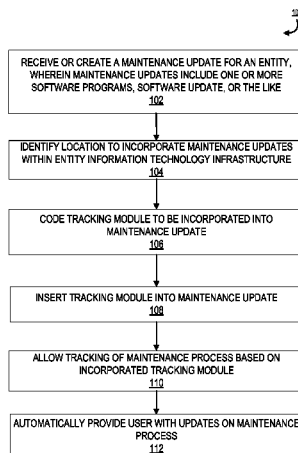 10
RECEIVE OR CREATE A MAINTENANCE UPDATE FOR AN ENTITY,
WHEREIN MAINTENANCE UPDATES INCLUDE ONE OR MORE
SOFTWARE PROGRAMS, SOFTWARE UPDATE, OR THE LIKE
102
IDENTIFY LOCATION TO INCORPORATE MAINTENANCE UPDATES
WITHIN ENTITY INFORMATION TECHNOLOGY INFRASTRUCTURE
104
CODE TRACKING MODULE TO BE INCORPORATED INTO
MAINTENANCE UPDATE
106
INSERT TRACKING MODULE INTO MAINTENANCE UPDATE
108
ALLOW TRACKING OF MAINTENANCE PROCESS BASED ON
INCORPORATED TRACKING MODULE
110
AUTOMATICALLY PROVIDE USER WITH UPDATES ON MAINTENANCE
PROCESS
112